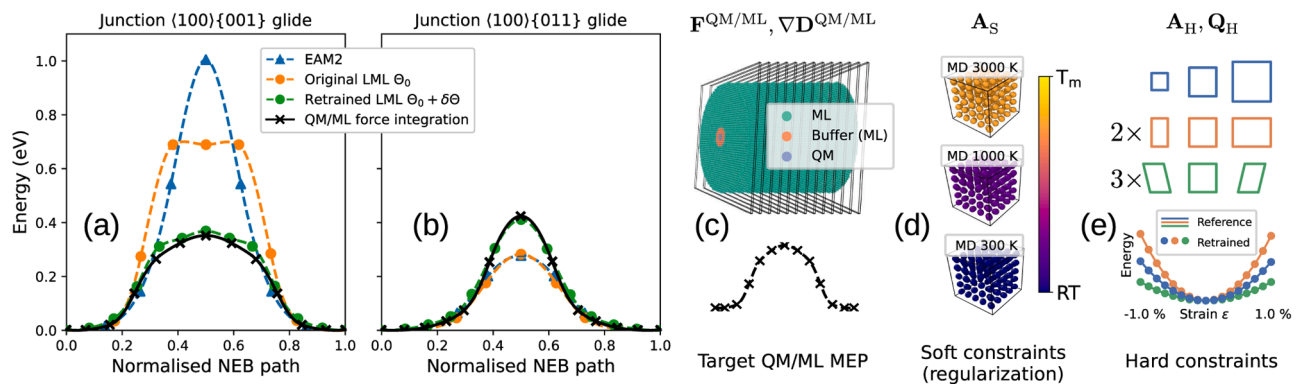 Junction ⟨100⟩{001} glide
Energy (eV)
1.0
0.8
0.6
0.4
0.2
0.0
(a)
0.0 0.2 0.4 0.6 0.8 1.0
Normalised NEB path
EAM2
Original LML Θ₀
Retrained LML Θ₀ + δΘ
QM/ML force integration
Junction ⟨100⟩{011} glide
(b)
0.0 0.2 0.4 0.6 0.8 1.0
Normalised NEB path
F^QM/ML, ∇D^QM/ML
ML
Buffer (ML)
QM
(c)
Target QM/ML MEP
A_S
MD 3000 K
MD 1000 K
MD 300 K
T_m
RT
(d)
Soft constraints
(regularization)
A_H, Q_H
2×
3×
(e)
Reference
Retrained
Energy
-1.0 % Strain ε 1.0 %
Hard constraints